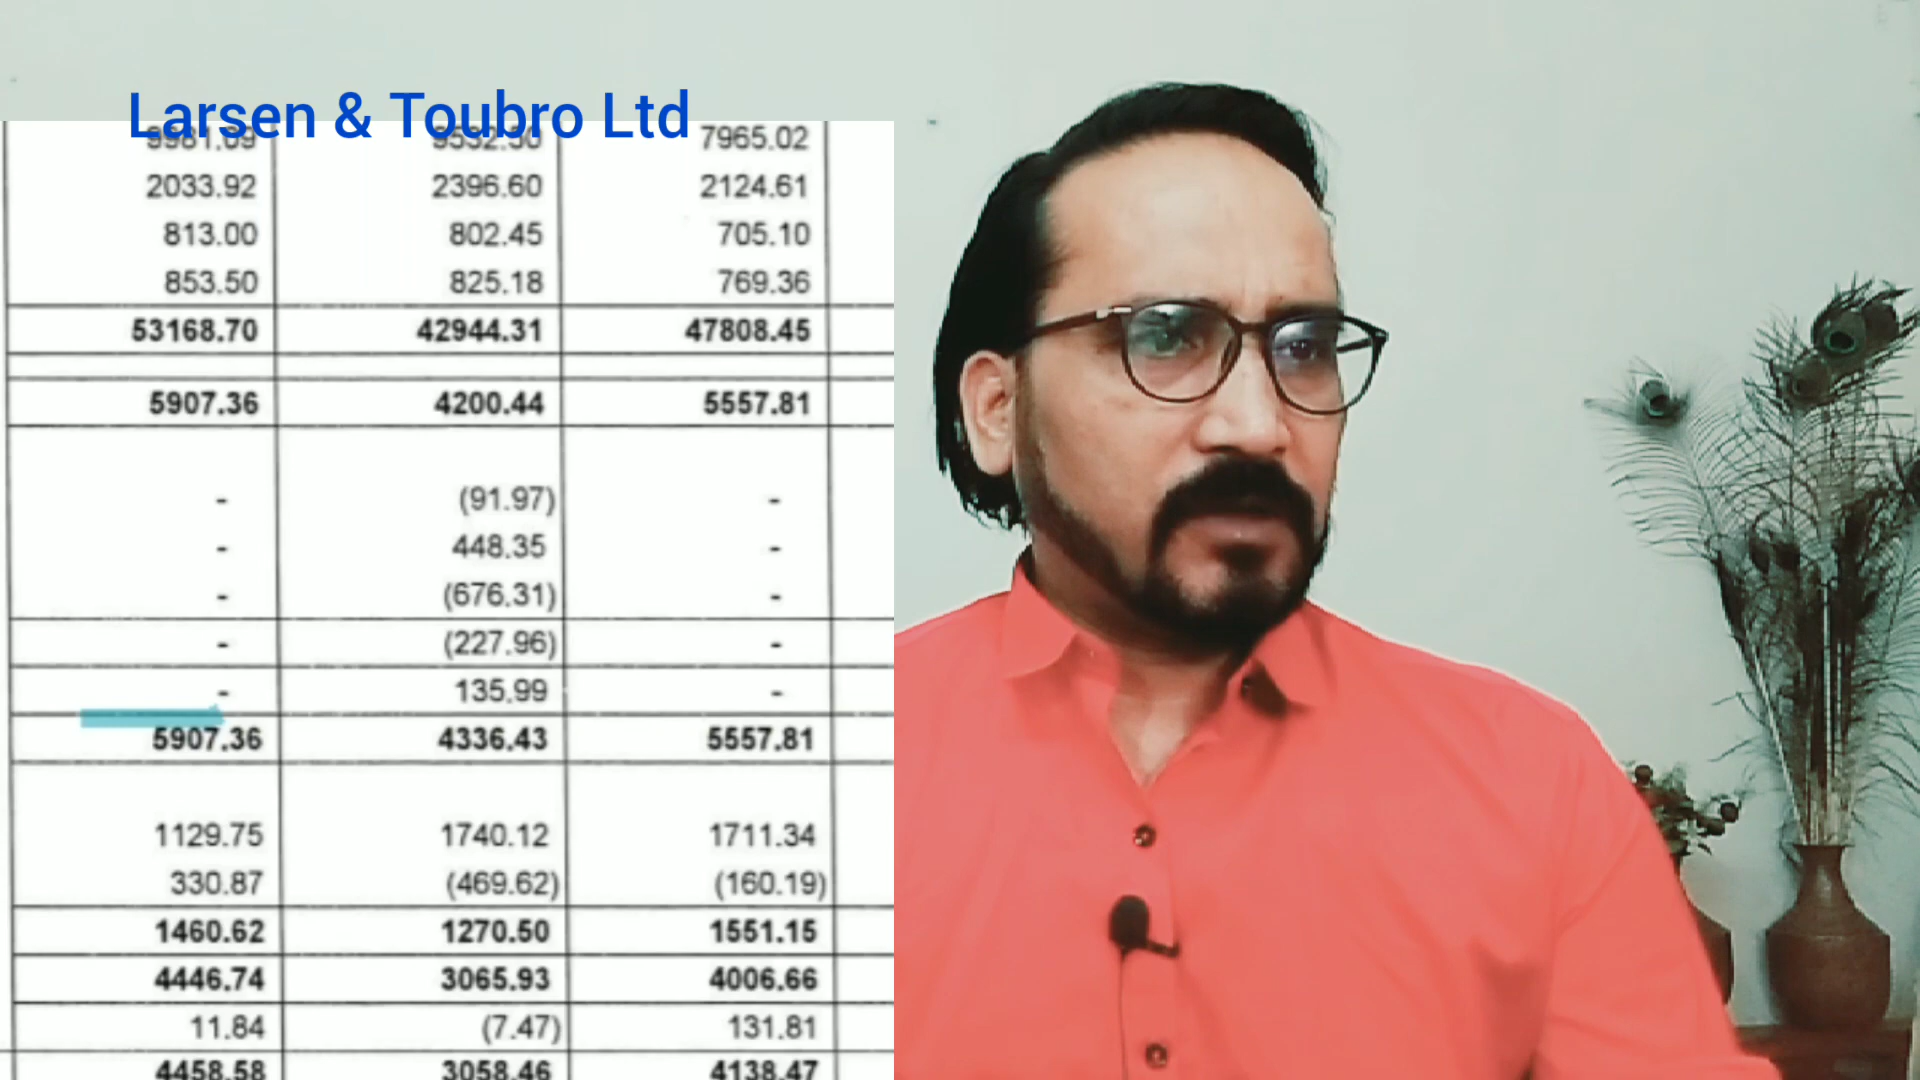 Larsen & Toubro Ltd
9981.09 9532.50 7965.02
2033.92 2396.60 2124.61
813.00 802.45 705.10
853.50 825.18 769.36
53168.70 42944.31 47808.45
5907.36 4200.44 5557.81
- (91.97) -
- 448.35 -
- (676.31) -
- (227.96) -
- 135.99 -
5907.36 4336.43 5557.81
1129.75 1740.12 1711.34
330.87 (469.62) (160.19)
1460.62 1270.50 1551.15
4446.74 3065.93 4006.66
11.84 (7.47) 131.81
4458.58 3058.46 4138.47